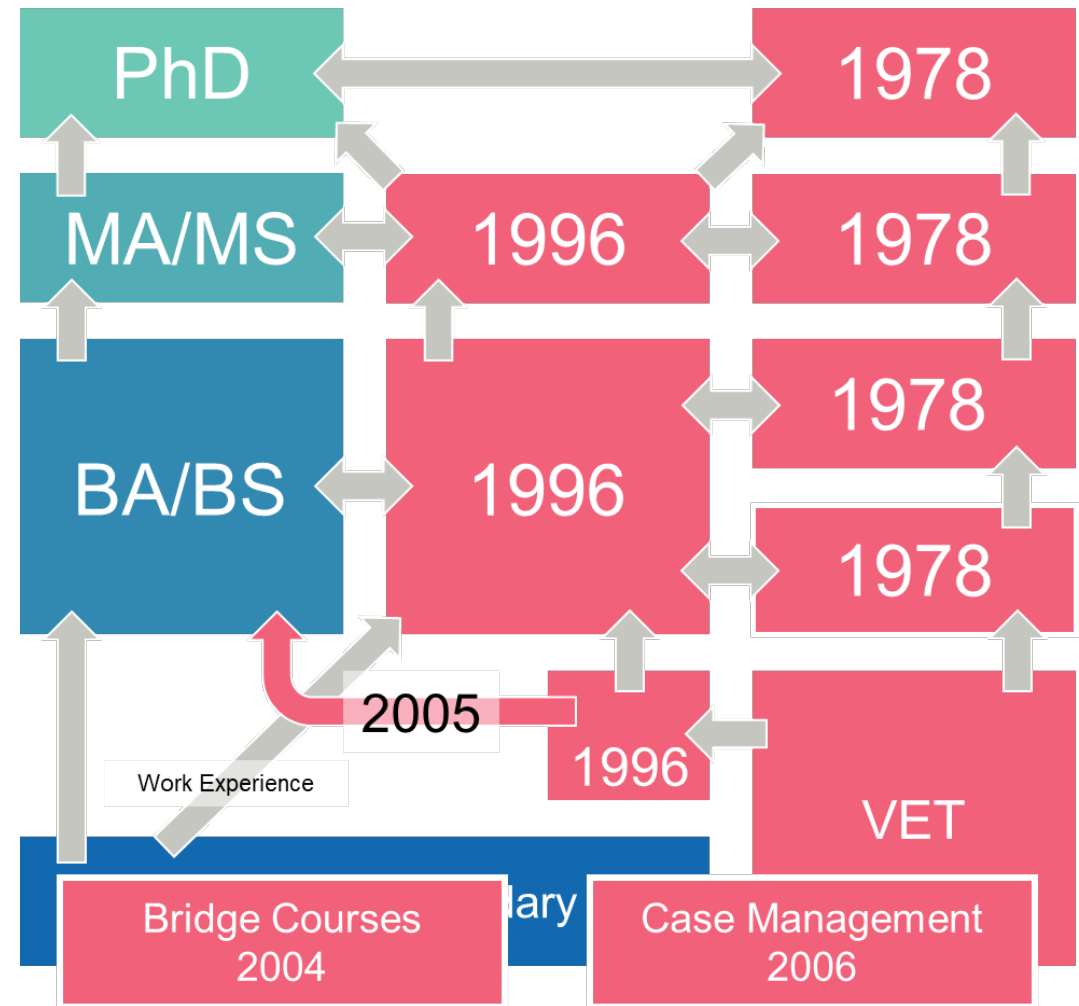 PhD
1978
MA/MS
1996
1978
BA/BS
1996
1978
1978
2005
1996
Work Experience
VET
dary
Bridge Courses
2004
Case Management
2006